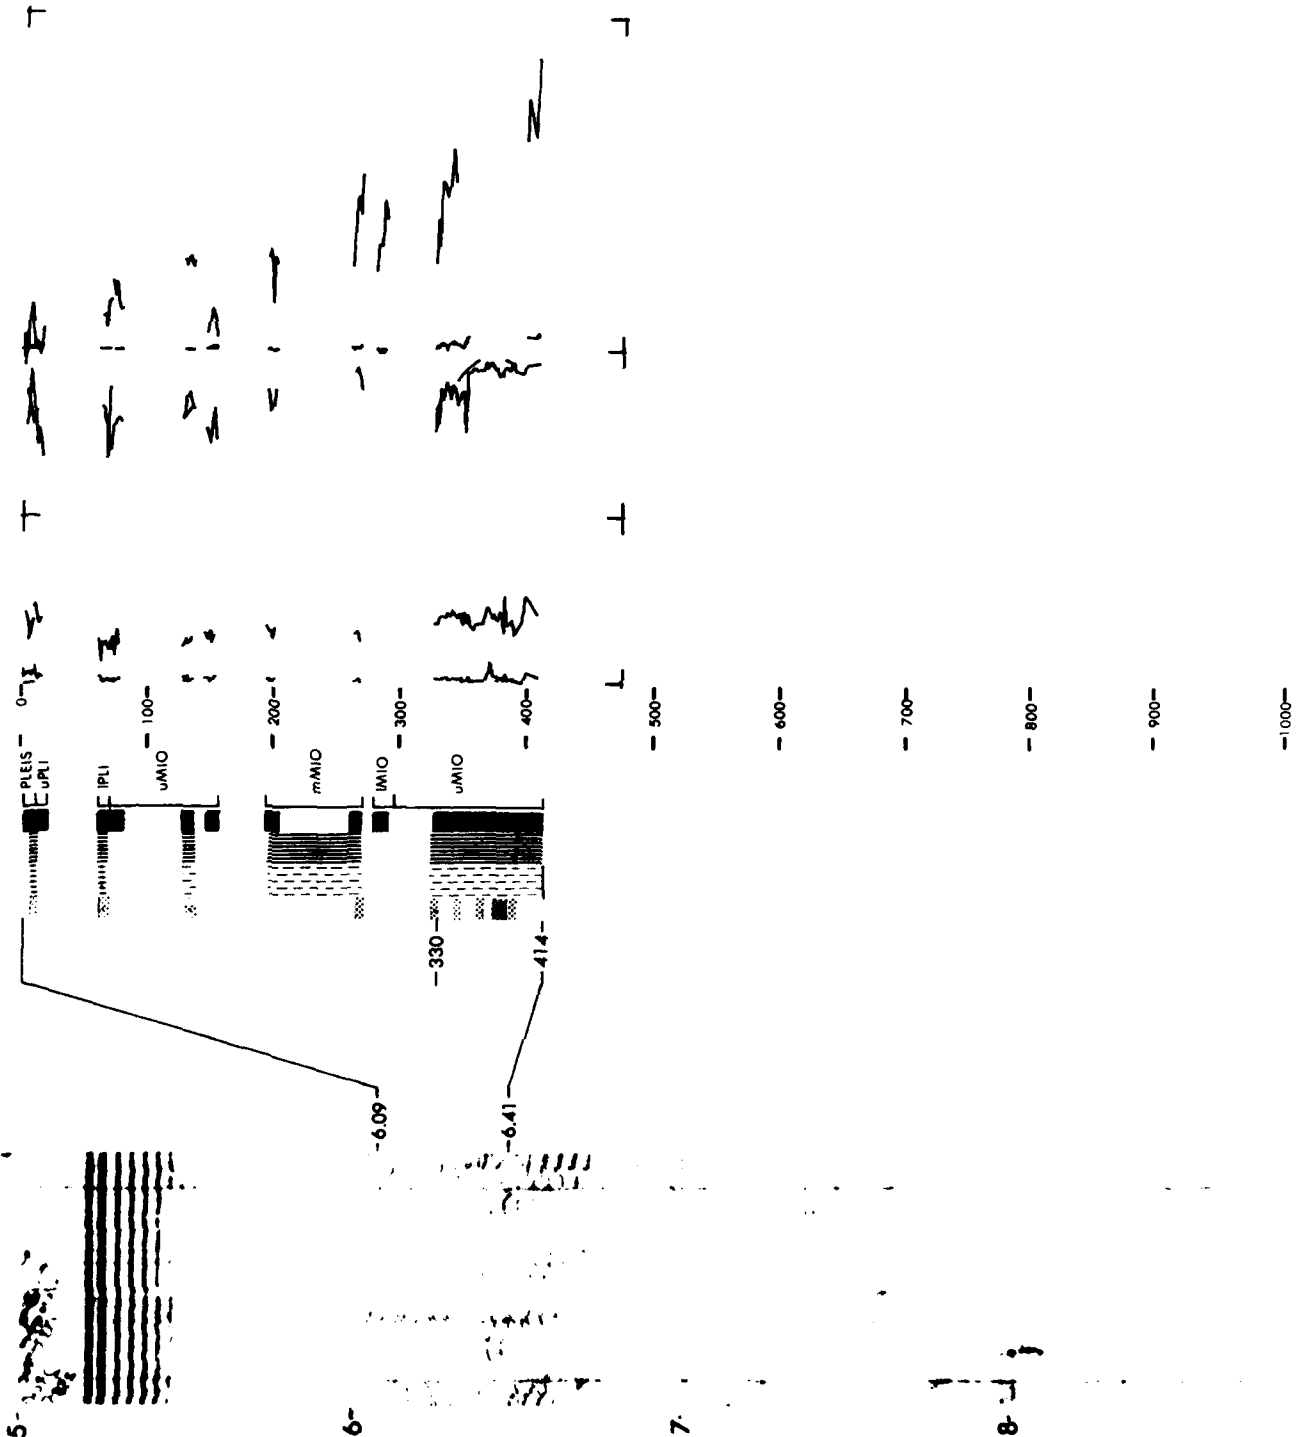 0-
- 100-
- 200-
- 300-
- 400-
- 500-
- 600-
- 700-
- 800-
- 900-
-1000-
PLEIS
uPLI
lPLI
uMIO
mMIO
lMIO
uMIO
-330-
-414-
-6.09-
-6.41-
5-
6-
7-
8-